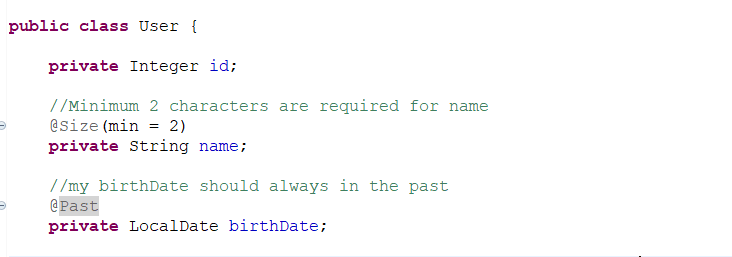 public class User {
private Integer id;
//Minimum 2 characters are required for name
@Size(min = 2)
private String name;
//my birthDate should always in the past
@Past
private LocalDate birthDate;